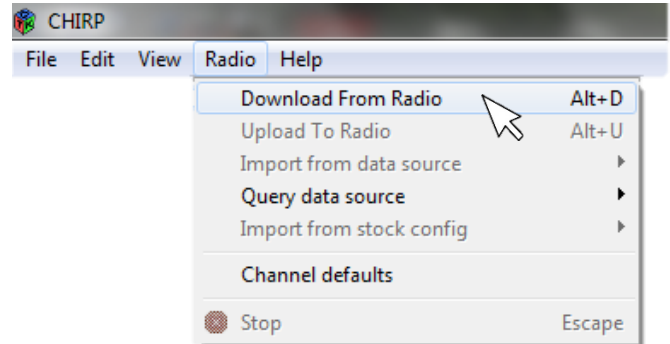 CHIRP
File Edit View Radio Help
Download From Radio Alt+D
Upload To Radio Alt+U
Import from data source
Query data source
Import from stock config
Channel defaults
Stop Escape